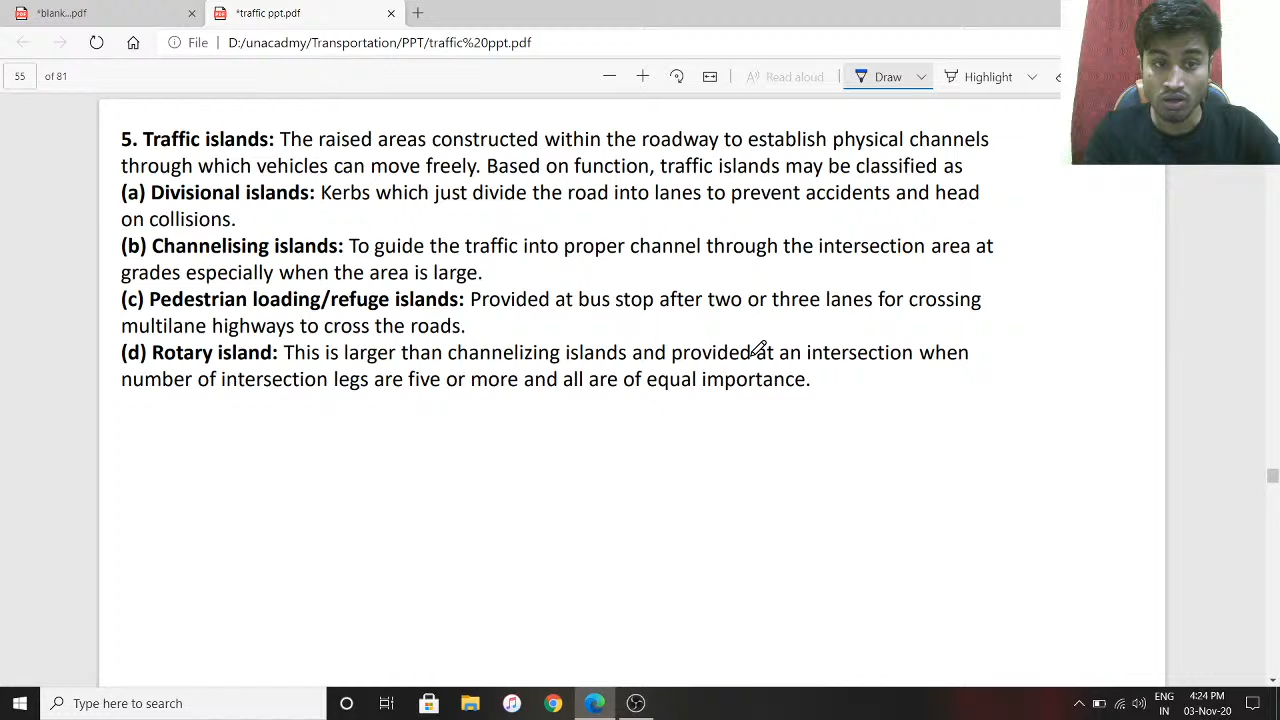 *blank...pdf
*traffic ppt.pdf
File D:/unacadmy/Transportation/PPT/traffic%20ppt.pdf
55 of 81
Read aloud
Draw
Highlight
5. Traffic islands: The raised areas constructed within the roadway to establish physical channels
through which vehicles can move freely. Based on function, traffic islands may be classified as
(a) Divisional islands: Kerbs which just divide the road into lanes to prevent accidents and head
on collisions.
(b) Channelising islands: To guide the traffic into proper channel through the intersection area at
grades especially when the area is large.
(c) Pedestrian loading/refuge islands: Provided at bus stop after two or three lanes for crossing
multilane highways to cross the roads.
(d) Rotary island: This is larger than channelizing islands and provided at an intersection when
number of intersection legs are five or more and all are of equal importance.
Type here to search
ENG
IN
4:24 PM
03-Nov-20